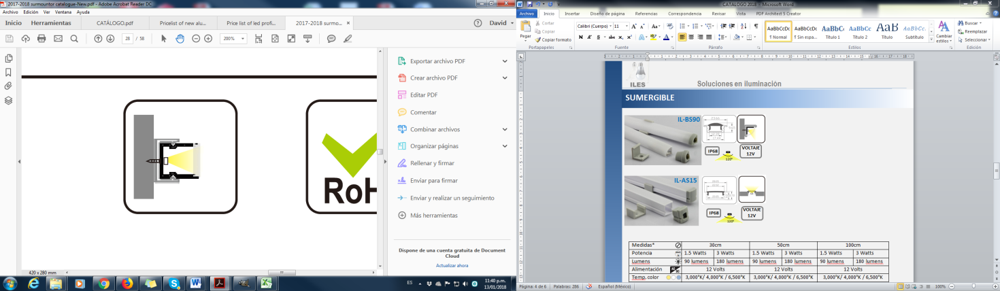 2017-2018 surmountor catalogue-New.pdf - Adobe Acrobat Reader DC
Archivo Edición Ver Ventana Ayuda
Inicio Herramientas CATÁLOGO.pdf Pricelist of new alu... Price list of led profi... 2017-2018 surmo... × David
28 / 58 200%
Exportar archivo PDF
Crear archivo PDF
Editar PDF
Comentar
Combinar archivos
Organizar páginas
Rellenar y firmar
Enviar para firmar
Enviar y realizar un seguimiento
Más herramientas
Dispone de una cuenta gratuita de Document
Cloud
Actualizar ahora
RoH
420 x 280 mm
ES 11:40 p.m.
13/01/2018
CATALOGO 2018 - Microsoft Word
Archivo Inicio Insertar Diseño de página Referencias Correspondencia Revisar Vista PDF Architect 5 Creator
Pegar
Cortar
Copiar
Copiar formato
Portapapeles
Calibri (Cuerpo) 11
N K S abc x₂ x²
Fuente
Párrafo
AaBbCcDc AaBbCcDc AaBbC AaBbCc AaB AaBbCc.
¶ Normal ¶ Sin espa... Título 1 Título 2 Título Subtítulo
Estilos
Cambiar
estilos
Buscar
Reemplazar
Seleccionar
Edición
ILES
Soluciones en iluminación
SUMERGIBLE
IL-BS90
IP68
120°
VOLTAJE
12V
IL-AS15
IP68
120°
VOLTAJE
12V
Medidas* 30cm 50cm 100cm
Potencia 1.5 Watts 3 Watts 1.5 Watts 3 Watts 1.5 Watts 3 Watts
Lumens 90 lumens 180 lumens 90 lumens 180 lumens 90 lumens 180 lumens
Alimentación 12 Volts 12 Volts 12 Volts
Temp. color 3,000°K/ 4,000°K / 6,500°K 3,000°K/ 4,000°K / 6,500°K 3,000°K/ 4,000°K / 6,500°K
Página: 4 de 6 Palabras: 286 Español (México) 100%